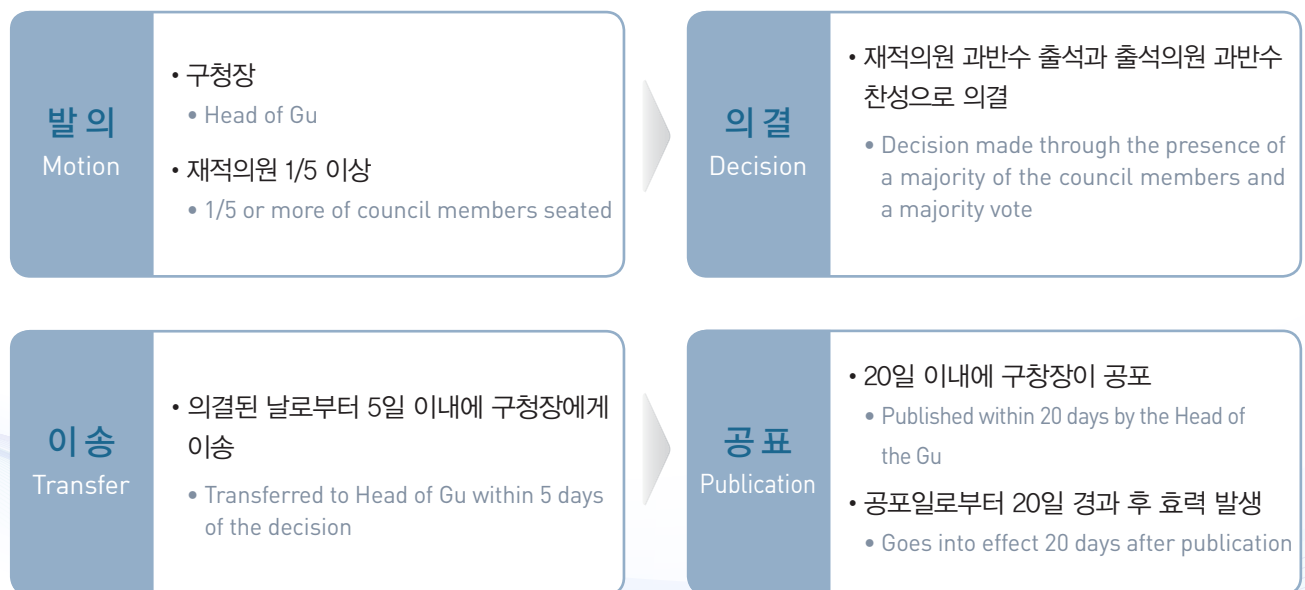 발 의
Motion
• 구청장
• Head of Gu
• 재적의원 1/5 이상
• 1/5 or more of council members seated
의 결
Decision
• 재적의원 과반수 출석과 출석의원 과반수
찬성으로 의결
• Decision made through the presence of
a majority of the council members and
a majority vote
이 송
Transfer
• 의결된 날로부터 5일 이내에 구청장에게
이송
• Transferred to Head of Gu within 5 days
of the decision
공 표
Publication
• 20일 이내에 구창장이 공포
• Published within 20 days by the Head of
the Gu
• 공포일로부터 20일 경과 후 효력 발생
• Goes into effect 20 days after publication